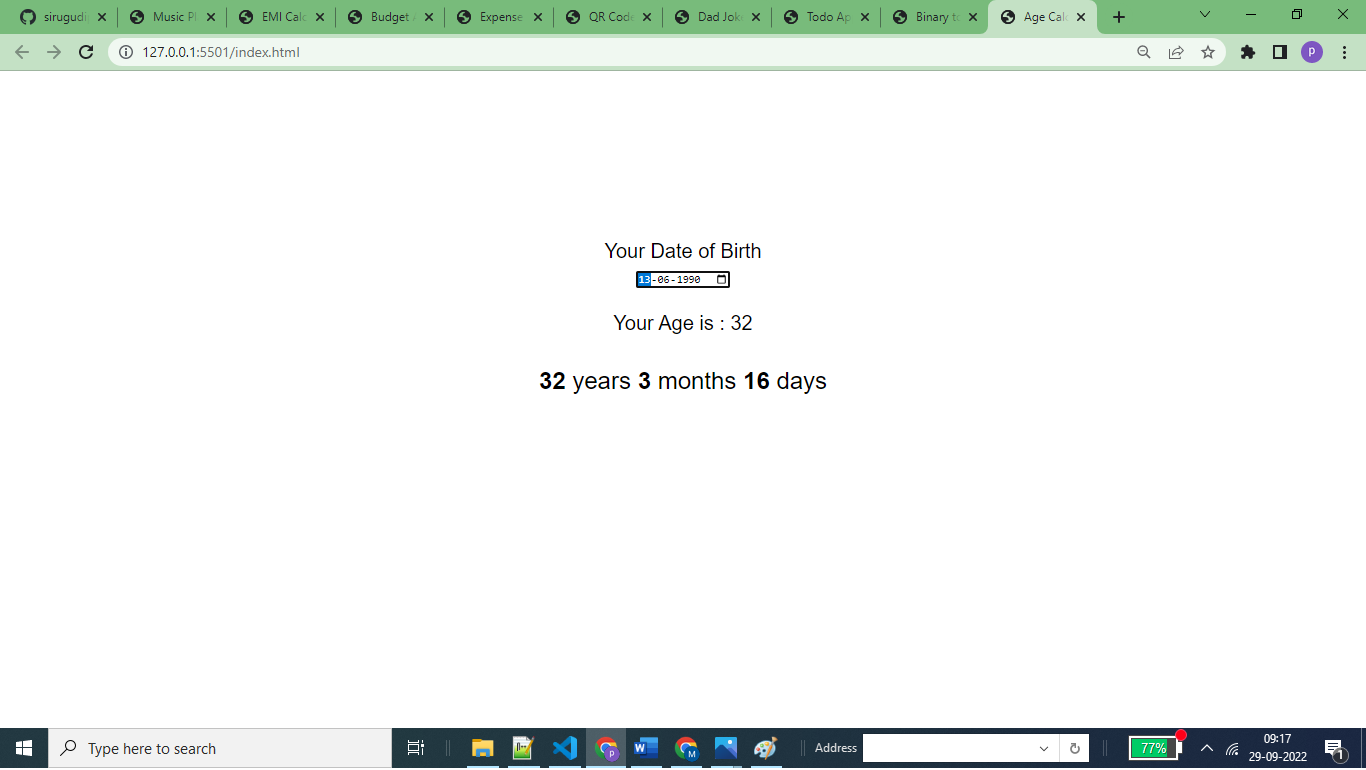 sirugudi
Music Pl
EMI Calc
Budget
Expense
QR Code
Dad Jok
Todo Ap
Binary to
Age Calc
127.0.0.1:5501/index.html
p
Your Date of Birth
13-06-1990
Your Age is : 32
32 years 3 months 16 days
Type here to search
P
W
M
Address
77%
09:17
29-09-2022
1